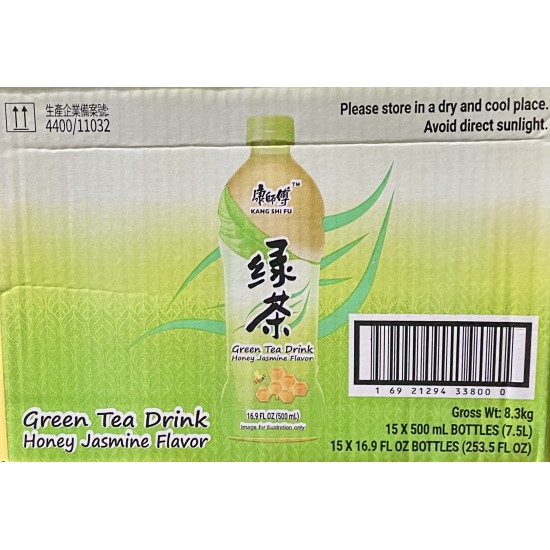 生產企業備案號:
4400/11032
Please store in a dry and cool place.
Avoid direct sunlight.
康師傅™
KANG SHI FU
绿茶
Green Tea Drink
Honey Jasmine Flavor
16.9 FL OZ (500 mL)
Image for illustration only
1 69 21294 33800 0
Green Tea Drink
Honey Jasmine Flavor
Gross Wt: 8.3kg
15 X 500 mL BOTTLES (7.5L)
15 X 16.9 FL OZ BOTTLES (253.5 FL OZ)